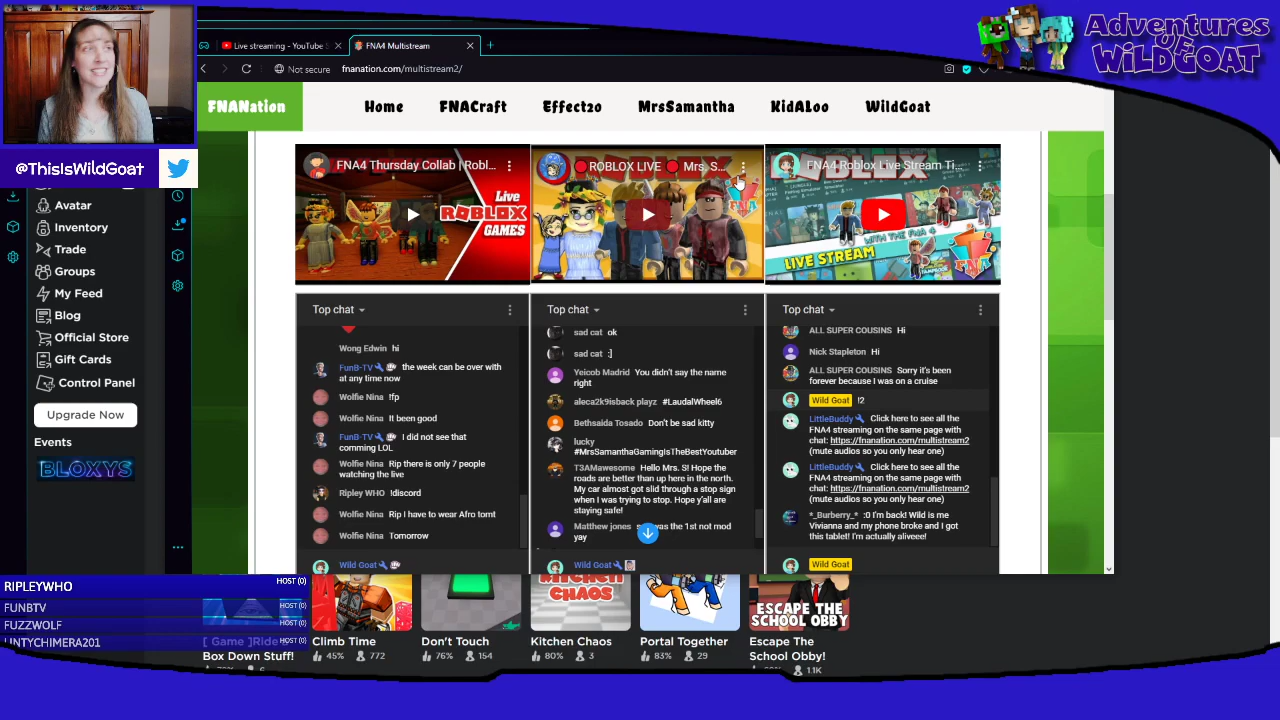 Live streaming - YouTube S
FNA4 Multistream
Not secure
fnanation.com/multistream2/
Adventures
OF
WILDGOAT
FNANation
Home
FNACraft
Effect20
MrsSamantha
KidALoo
WildGoat
@ThisIsWildGoat
FNA4 Thursday Collab | Robl...
Live
ROBLOX
GAMES
ROBLOX LIVE
Mrs. S...
FNA
FNA4 Roblox Live Stream Ti...
WITH THE FNA 4
LIVE STREAM
FNA
Avatar
Inventory
Trade
Groups
My Feed
Blog
Official Store
Gift Cards
Control Panel
Upgrade Now
Events
BLOXYS
Top chat
Wong Edwin hi
FunB-TV the week can be over with
at any time now
Wolfie Nina !fp
Wolfie Nina It been good
FunB-TV I did not see that
comming LOL
Wolfie Nina Rip there is only 7 people
watching the live
Ripley WHO !discord
Wolfie Nina Rip I have to wear Afro tomt
Wolfie Nina Tomorrow
Wild Goat
Top chat
sad cat ok
sad cat :]
Yeicob Madrid You didn't say the name
right
aleca2k9isback playz #LaudalWheel6
Bethsaida Tosado Don't be sad kitty
lucky
#MrsSamanthaGamingIsTheBestYoutuber
T3AMawesome Hello Mrs. S! Hope the
roads are better than up here in the north.
My car almost got slid through a stop sign
when I was trying to stop. Hope y'all are
staying safe!
Matthew jones was the 1st not mod
yay
Wild Goat
Top chat
ALL SUPER COUSINS Hi
Nick Stapleton Hi
ALL SUPER COUSINS Sorry it's been
forever because I was on a cruise
Wild Goat !2
LittleBuddy Click here to see all the
FNA4 streaming on the same page with
chat: https://fnanation.com/multistream2
(mute audios so you only hear one)
LittleBuddy Click here to see all the
FNA4 streaming on the same page with
chat: https://fnanation.com/multistream2
(mute audios so you only hear one)
*_Burberry_* :0 I'm back! Wild is me
Vivianna and my phone broke and I got
this tablet! I'm actually aliveee!
Wild Goat
RIPLEYWHO HOST (0)
FUNBTV HOST (0)
FUZZWOLF HOST (0)
UNTYCHIMERA201 HOST (0)
KITCHEN
CHAOS
ESCAPE THE
SCHOOL OBBY
[ Game ]Ride
Box Down Stuff!
Climb Time
45% 772
Don't Touch
76% 154
Kitchen Chaos
80% 3
Portal Together
83% 29
Escape The
School Obby!
1.1K